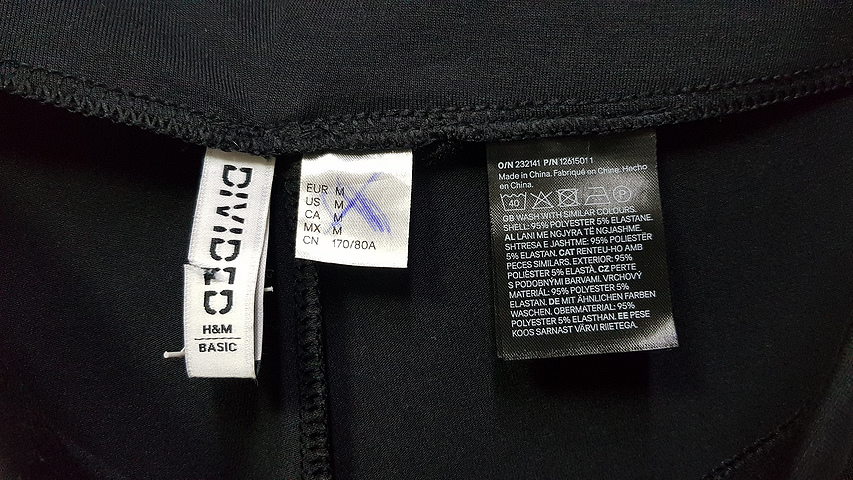 DIVIDED
H&M
BASIC
EUR M
US M
CA M
MX M
CN 170/80A
O/N 232141 P/N 1261501 1
Made in China. Fabriqué en Chine. Hecho
en China.
40 P
GB WASH WITH SIMILAR COLOURS.
SHELL: 95% POLYESTER 5% ELASTANE.
AL LANI ME NGJYRA TË NGJASHME.
SHTRESA E JASHTME: 95% POLIESTËR
5% ELASTAN. CAT RENTEU-HO AMB
PECES SIMILARS. EXTERIOR: 95%
POLIÈSTER 5% ELASTÀ. CZ PERTE
S PODOBNÝMI BARVAMI. VRCHOVÝ
MATERIÁL: 95% POLYESTER 5%
ELASTAN. DE MIT ÄHNLICHEN FARBEN
WASCHEN. OBERMATERIAL: 95%
POLYESTER 5% ELASTHAN. EE PESE
KOOS SARNAST VÄRVI RIIETEGA.